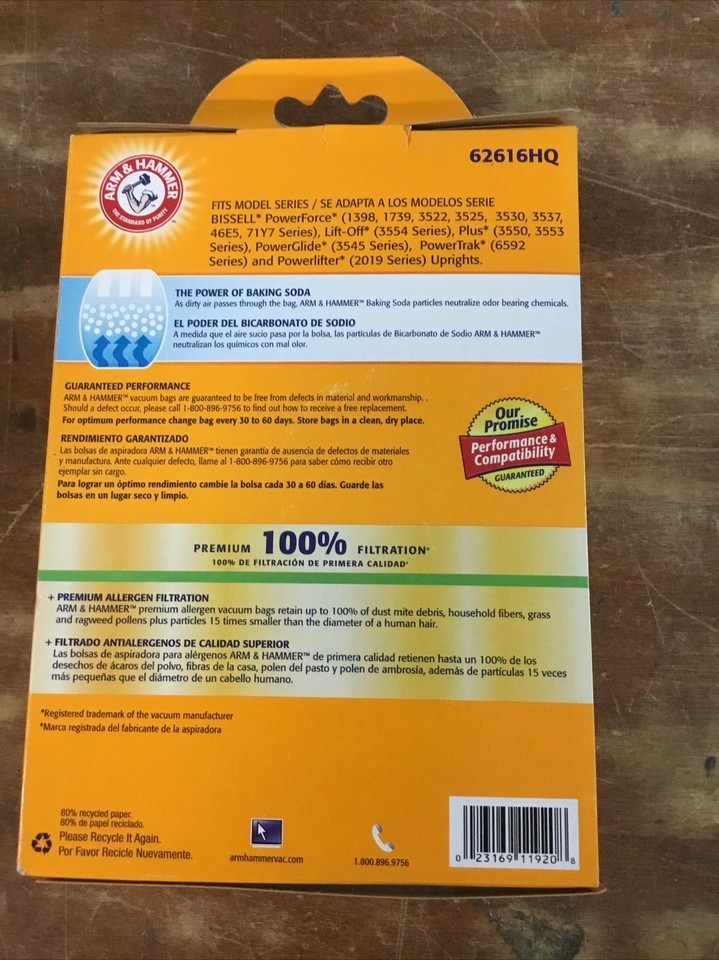 62616HQ
ARM & HAMMER
THE STANDARD OF PURITY
FITS MODEL SERIES / SE ADAPTA A LOS MODELOS SERIE
BISSELL* PowerForce* (1398, 1739, 3522, 3525, 3530, 3537,
46E5, 71Y7 Series), Lift-Off* (3554 Series), Plus* (3550, 3553
Series), PowerGlide* (3545 Series), PowerTrak* (6592
Series) and Powerlifter* (2019 Series) Uprights.
THE POWER OF BAKING SODA
As dirty air passes through the bag, ARM & HAMMER™ Baking Soda particles neutralize odor bearing chemicals.
EL PODER DEL BICARBONATO DE SODIO
A medida que el aire sucio pasa por la bolsa, las partículas de Bicarbonato de Sodio ARM & HAMMER™
neutralizan los químicos con mal olor.
GUARANTEED PERFORMANCE
ARM & HAMMER™ vacuum bags are guaranteed to be free from defects in material and workmanship. .
Should a defect occur, please call 1-800-896-9756 to find out how to receive a free replacement.
For optimum performance change bag every 30 to 60 days. Store bags in a clean, dry place.
RENDIMIENTO GARANTIZADO
Las bolsas de aspiradora ARM & HAMMER™ tienen garantía de ausencia de defectos de materiales
y manufactura. Ante cualquier defecto, llame al 1-800-896-9756 para saber cómo recibir otro
ejemplar sin cargo.
Para lograr un óptimo rendimiento cambie la bolsa cada 30 a 60 días. Guarde las
bolsas en un lugar seco y limpio.
Our
Promise
Performance &
Compatibility
GUARANTEED
PREMIUM 100% FILTRATION*
100% DE FILTRACIÓN DE PRIMERA CALIDAD*
+ PREMIUM ALLERGEN FILTRATION
ARM & HAMMER™ premium allergen vacuum bags retain up to 100% of dust mite debris, household fibers, grass
and ragweed pollens plus particles 15 times smaller than the diameter of a human hair.
+ FILTRADO ANTIALERGENOS DE CALIDAD SUPERIOR
Las bolsas de aspiradora para alérgenos ARM & HAMMER™ de primera calidad retienen hasta un 100% de los
desechos de ácaros del polvo, fibras de la casa, polen del pasto y polen de ambrosía, además de partículas 15 veces
más pequeñas que el diámetro de un cabello humano.
*Registered trademark of the vacuum manufacturer
*Marca registrada del fabricante de la aspiradora
80% recycled paper.
80% de papel reciclado.
Please Recycle It Again.
Por Favor Recicle Nuevamente.
armhammervac.com
1.800.896.9756
0 23169 11920 8